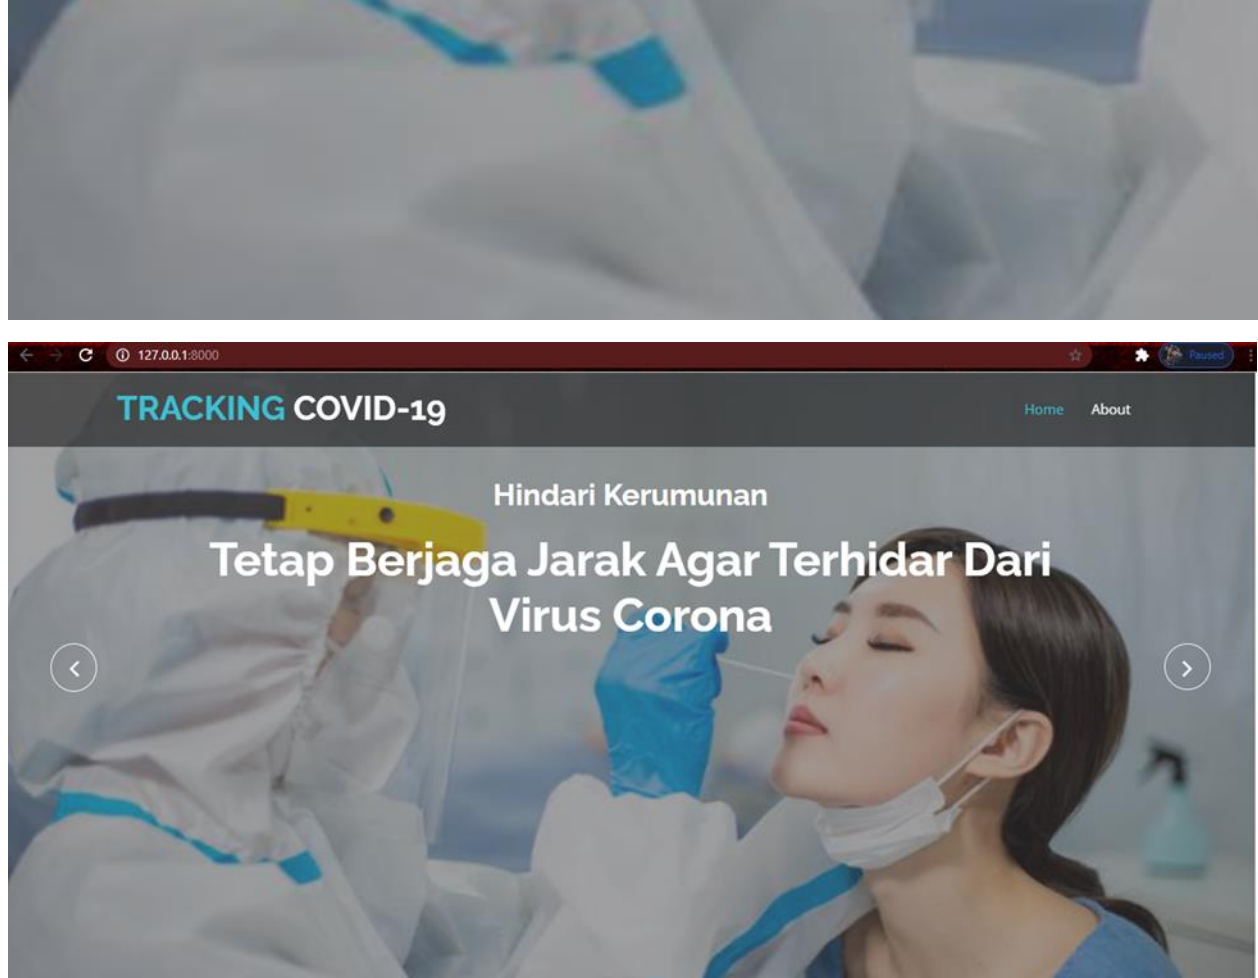 127.0.0.1:8000
Paused
TRACKING COVID-19
Home About
Hindari Kerumunan
Tetap Berjaga Jarak Agar Terhidar Dari
Virus Corona